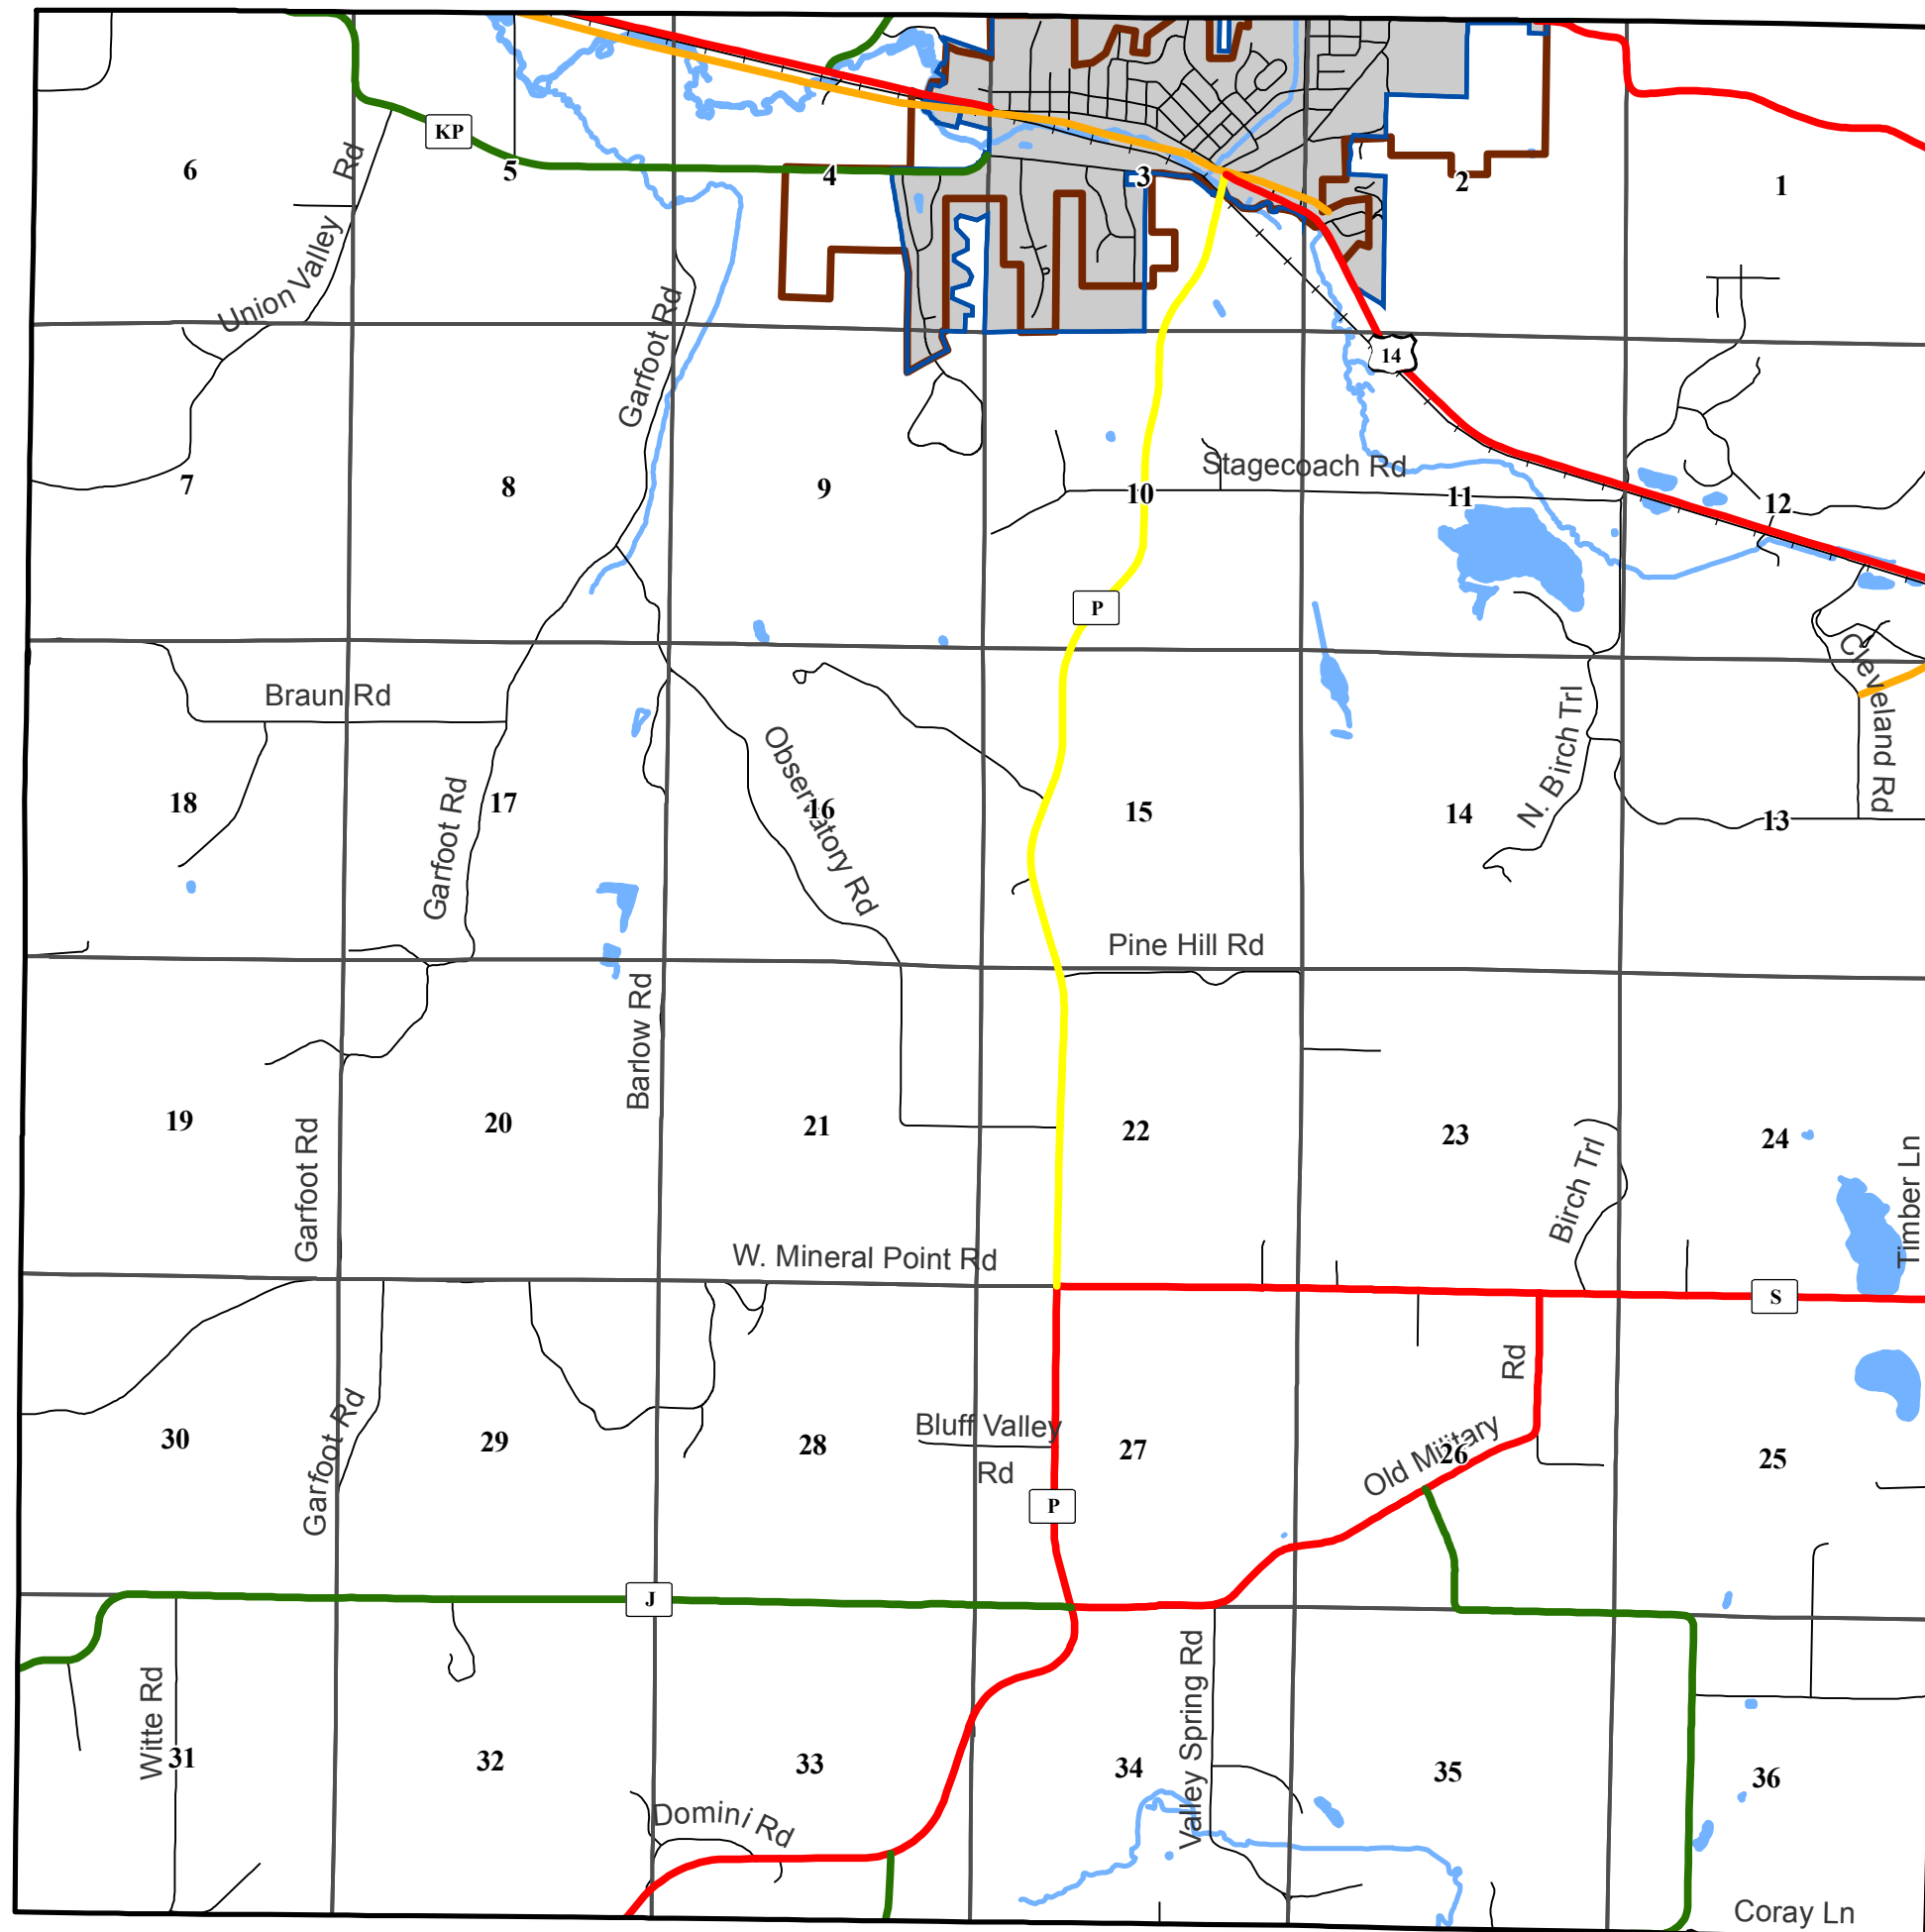 KP
6
5
4
3
2
1
Union Valley Rd
Garfoot Rd
14
7
8
9
10
Stagecoach Rd
11
12
P
Braun Rd
Observatory Rd
N. Birch Trl
Cleveland Rd
18
Garfoot Rd
17
16
15
14
13
Pine Hill Rd
Barlow Rd
19
Garfoot Rd
20
21
22
23
Birch Trl
24
Timber Ln
W. Mineral Point Rd
S
30
Garfoot Rd
29
28
Bluff Valley
Rd
27
Old Military Rd
26
25
P
J
Witte Rd
31
32
33
34
Valley Spring Rd
35
36
Domini Rd
Coray Ln